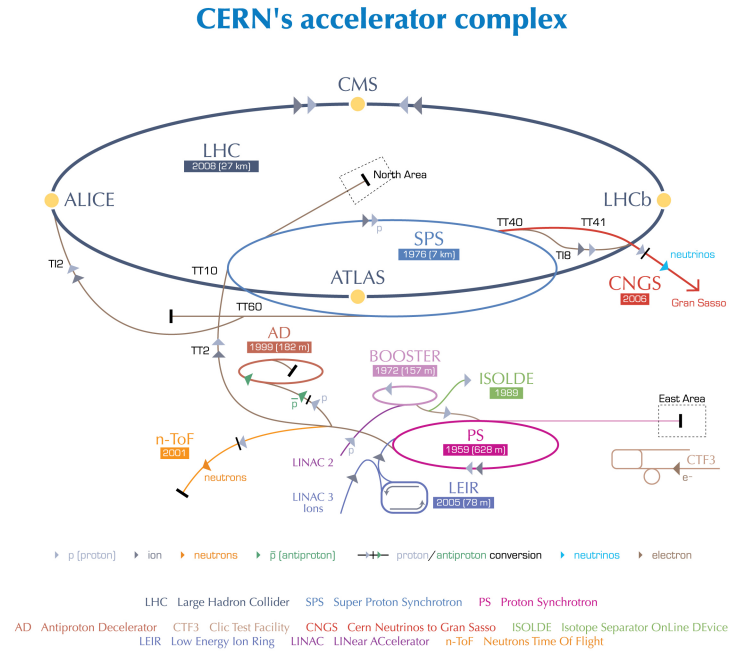 CERN's accelerator complex
CMS
LHC
2008 (27 km)
North Area
ALICE
LHCb
p
TT40
TT41
SPS
1976 (7 km)
TI2
TT10
TI8
neutrinos
ATLAS
CNGS
2006
Gran Sasso
TT60
AD
1999 (182 m)
TT2
BOOSTER
1972 (157 m)
ISOLDE
1989
p̅
p
East Area
n-ToF
2001
PS
1959 (628 m)
p
LINAC 2
neutrons
CTF3
e-
LEIR
2005 (78 m)
LINAC 3
Ions
p (proton) ion neutrons p̅ (antiproton) proton/antiproton conversion neutrinos electron
LHC Large Hadron Collider SPS Super Proton Synchrotron PS Proton Synchrotron
AD Antiproton Decelerator CTF3 Clic Test Facility CNGS Cern Neutrinos to Gran Sasso ISOLDE Isotope Separator OnLine DEvice
LEIR Low Energy Ion Ring LINAC LINear ACcelerator n-ToF Neutrons Time Of Flight